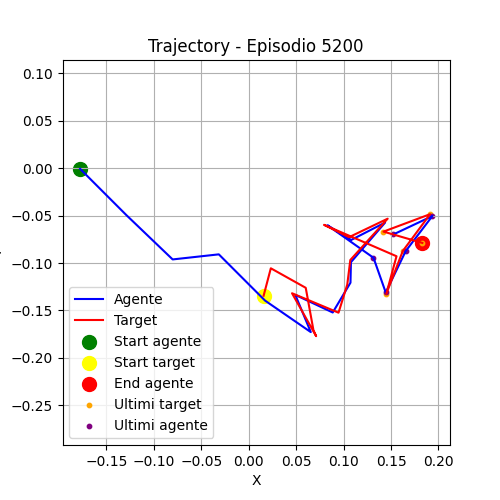 Trajectory - Episodio 5200
0.10
0.05
0.00
−0.05
−0.10
−0.15
−0.20
−0.25
Agente
Target
Start agente
Start target
End agente
Ultimi target
Ultimi agente
−0.15 −0.10 −0.05 0.00 0.05 0.10 0.15 0.20
X